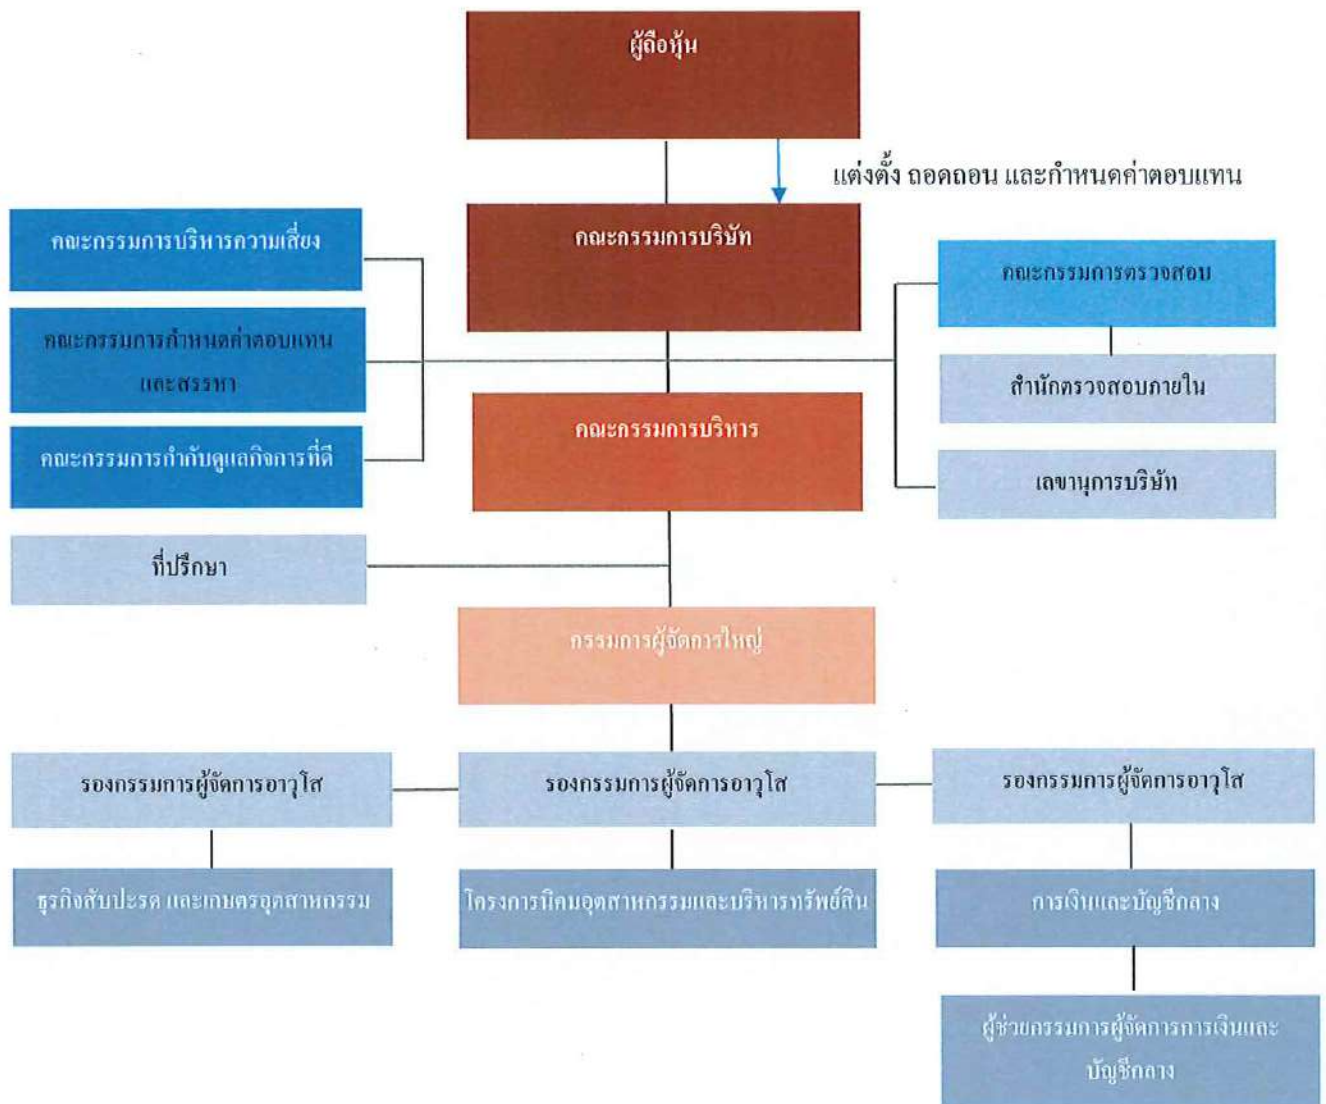 ผู้ถือหุ้น
แต่งตั้ง ถอดถอน และกำหนดค่าตอบแทน
คณะกรรมการบริษัท
คณะกรรมการบริหารความเสี่ยง
คณะกรรมการตรวจสอบ
คณะกรรมการกำหนดค่าตอบแทน
และสรรหา
สำนักตรวจสอบภายใน
คณะกรรมการบริหาร
คณะกรรมการกำกับดูแลกิจการที่ดี
เลขานุการบริษัท
ที่ปรึกษา
กรรมการผู้จัดการใหญ่
รองกรรมการผู้จัดการอาวุโส
รองกรรมการผู้จัดการอาวุโส
รองกรรมการผู้จัดการอาวุโส
ธุรกิจสับปะรด และเกษตรอุตสาหกรรม
โครงการนิคมอุตสาหกรรมและบริหารทรัพย์สิน
การเงินและบัญชีกลาง
ผู้ช่วยกรรมการผู้จัดการการเงินและ
บัญชีกลาง